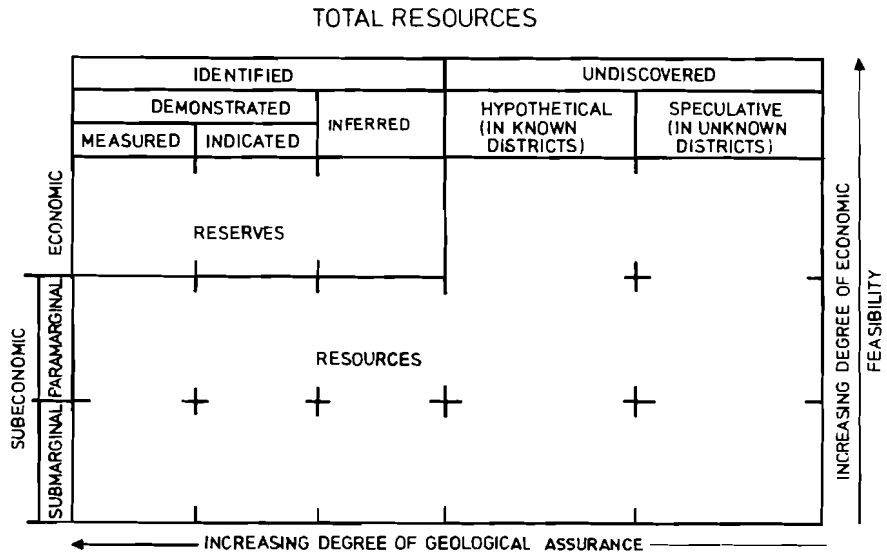 TOTAL RESOURCES
IDENTIFIED
UNDISCOVERED
DEMONSTRATED
INFERRED
HYPOTHETICAL
(IN KNOWN
DISTRICTS)
SPECULATIVE
(IN UNKNOWN
DISTRICTS)
MEASURED
INDICATED
ECONOMIC
RESERVES
SUBECONOMIC
PARAMARGINAL
RESOURCES
SUBMARGINAL
INCREASING DEGREE OF ECONOMIC
FEASIBILITY
INCREASING DEGREE OF GEOLOGICAL ASSURANCE